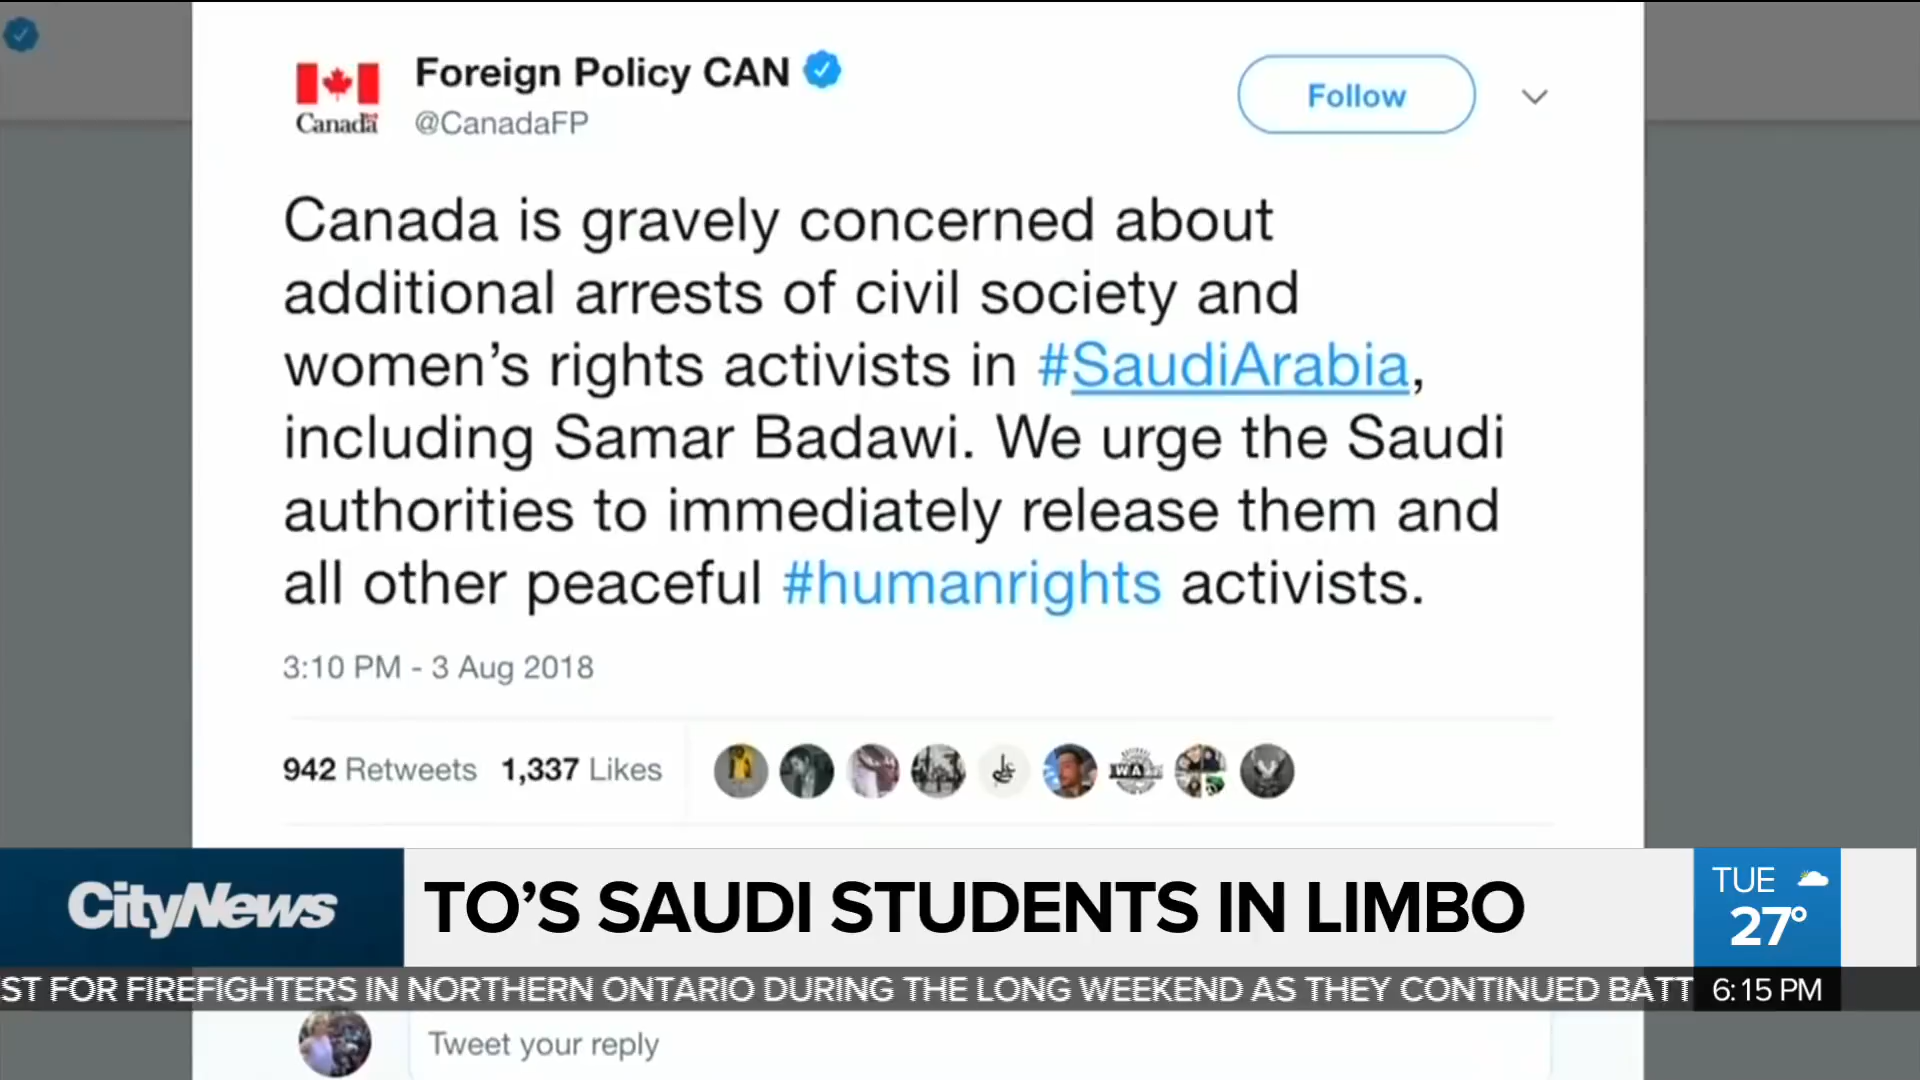 Foreign Policy CAN
@CanadaFP
Canada
Follow
Canada is gravely concerned about
additional arrests of civil society and
women's rights activists in #SaudiArabia,
including Samar Badawi. We urge the Saudi
authorities to immediately release them and
all other peaceful #humanrights activists.
3:10 PM - 3 Aug 2018
942 Retweets 1,337 Likes
CityNews
TO'S SAUDI STUDENTS IN LIMBO
TUE
27°
ST FOR FIREFIGHTERS IN NORTHERN ONTARIO DURING THE LONG WEEKEND AS THEY CONTINUED BATT
6:15 PM
Tweet your reply